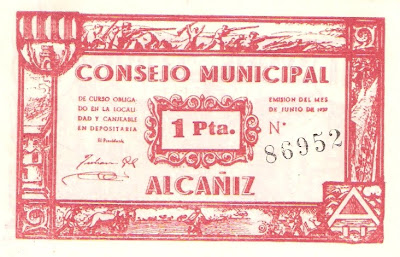 CONSEJO MUNICIPAL
DE CURSO OBLIGA-
DO EN LA LOCALI-
DAD Y CANJEABLE
EN DEPOSITARIA
El Presidente,
1 Pta.
EMISION DEL MES
DE JUNIO DE 1937
N.º
86952
ALCAÑIZ